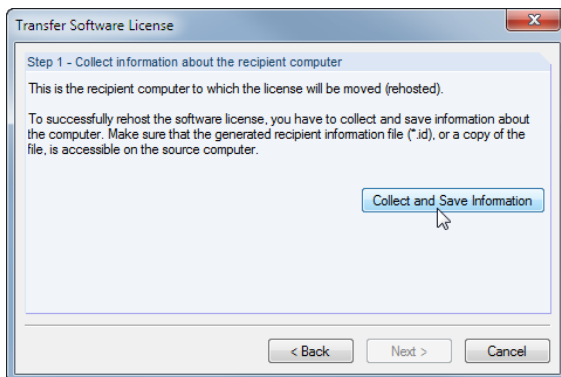 Transfer Software License
Step 1 - Collect information about the recipient computer
This is the recipient computer to which the license will be moved (rehosted).
To successfully rehost the software license, you have to collect and save information about
the computer. Make sure that the generated recipient information file (*.id), or a copy of the
file, is accessible on the source computer.
Collect and Save Information
< Back Next > Cancel